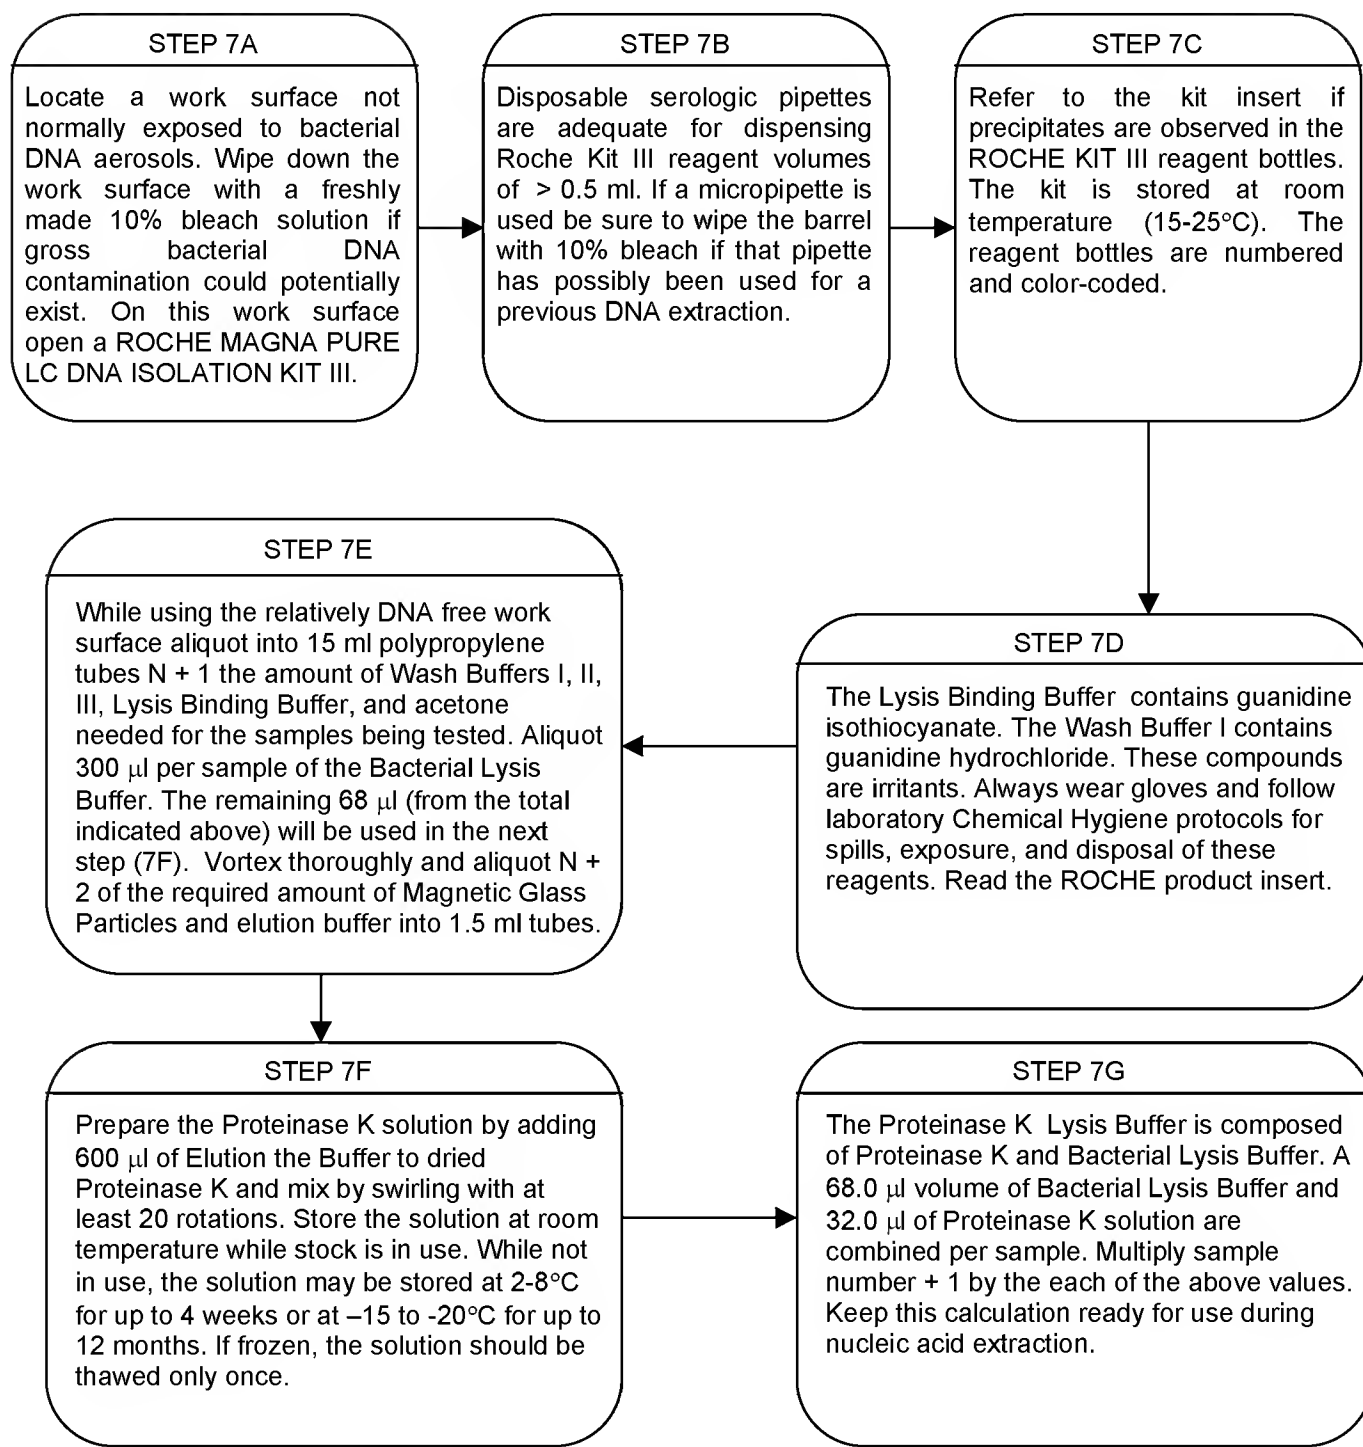 STEP 7A
Locate a work surface not
normally exposed to bacterial
DNA aerosols. Wipe down the
work surface with a freshly
made 10% bleach solution if
gross bacterial DNA
contamination could potentially
exist. On this work surface
open a ROCHE MAGNA PURE
LC DNA ISOLATION KIT III.
STEP 7B
Disposable serologic pipettes
are adequate for dispensing
Roche Kit III reagent volumes
of > 0.5 ml. If a micropipette is
used be sure to wipe the barrel
with 10% bleach if that pipette
has possibly been used for a
previous DNA extraction.
STEP 7C
Refer to the kit insert if
precipitates are observed in the
ROCHE KIT III reagent bottles.
The kit is stored at room
temperature (15-25°C). The
reagent bottles are numbered
and color-coded.
STEP 7D
The Lysis Binding Buffer contains guanidine
isothiocyanate. The Wash Buffer I contains
guanidine hydrochloride. These compounds
are irritants. Always wear gloves and follow
laboratory Chemical Hygiene protocols for
spills, exposure, and disposal of these
reagents. Read the ROCHE product insert.
STEP 7E
While using the relatively DNA free work
surface aliquot into 15 ml polypropylene
tubes N + 1 the amount of Wash Buffers I, II,
III, Lysis Binding Buffer, and acetone
needed for the samples being tested. Aliquot
300 µl per sample of the Bacterial Lysis
Buffer. The remaining 68 µl (from the total
indicated above) will be used in the next
step (7F). Vortex thoroughly and aliquot N +
2 of the required amount of Magnetic Glass
Particles and elution buffer into 1.5 ml tubes.
STEP 7F
Prepare the Proteinase K solution by adding
600 µl of Elution the Buffer to dried
Proteinase K and mix by swirling with at
least 20 rotations. Store the solution at room
temperature while stock is in use. While not
in use, the solution may be stored at 2-8°C
for up to 4 weeks or at –15 to -20°C for up to
12 months. If frozen, the solution should be
thawed only once.
STEP 7G
The Proteinase K Lysis Buffer is composed
of Proteinase K and Bacterial Lysis Buffer. A
68.0 µl volume of Bacterial Lysis Buffer and
32.0 µl of Proteinase K solution are
combined per sample. Multiply sample
number + 1 by the each of the above values.
Keep this calculation ready for use during
nucleic acid extraction.